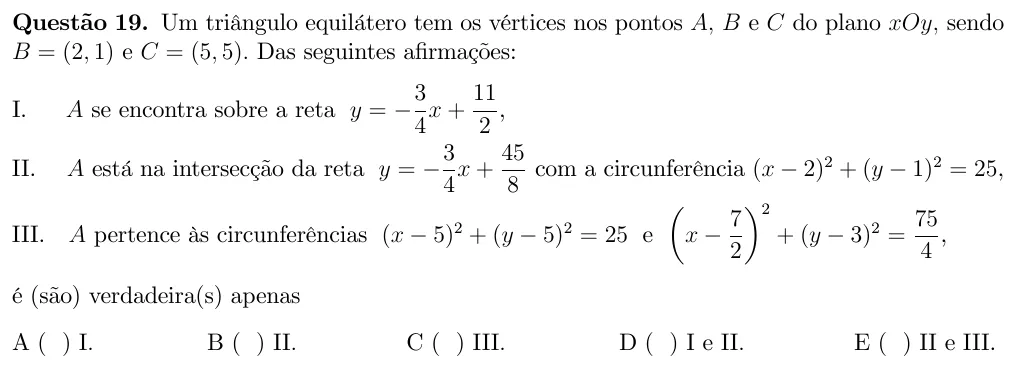 Questão 19. Um triângulo equilátero tem os vértices nos pontos A, B e C do plano xOy, sendo
B = (2, 1) e C = (5, 5). Das seguintes afirmações:
I. A se encontra sobre a reta y = −3/4 x + 11/2,
II. A está na intersecção da reta y = −3/4 x + 45/8 com a circunferência (x − 2)² + (y − 1)² = 25,
III. A pertence às circunferências (x − 5)² + (y − 5)² = 25 e (x − 7/2)² + (y − 3)² = 75/4,
é (são) verdadeira(s) apenas
A ( ) I. B ( ) II. C ( ) III. D ( ) I e II. E ( ) II e III.